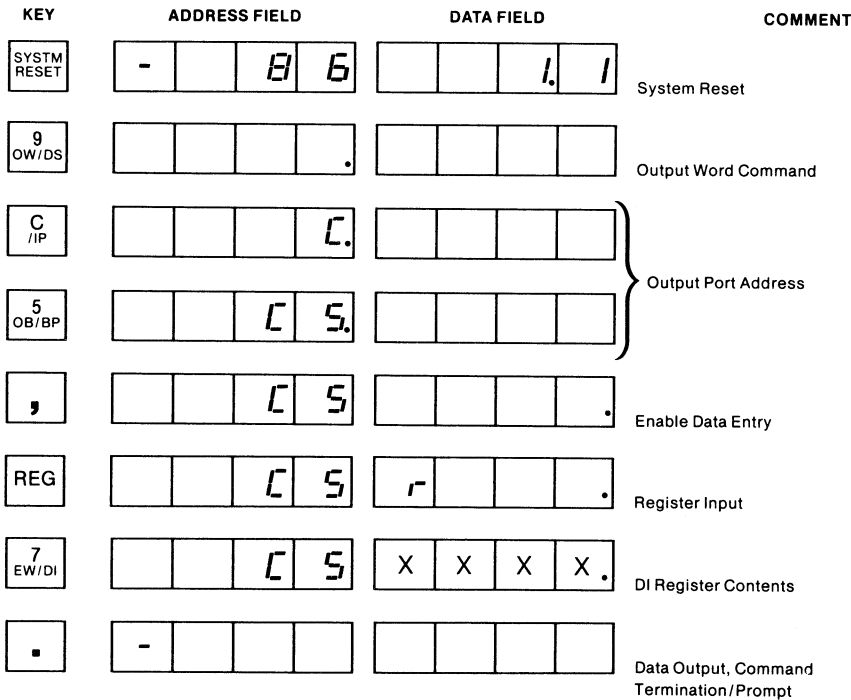 KEY ADDRESS FIELD DATA FIELD COMMENT
SYSTM
RESET
- 8 6 1. 1
System Reset
9
OW/DS
.
Output Word Command
C
/IP
C.
Output Port Address
5
OB/BP
C 5.
,
C 5 .
Enable Data Entry
REG
C 5 r .
Register Input
7
EW/DI
C 5 X X X X.
DI Register Contents
.
-
Data Output, Command
Termination/Prompt